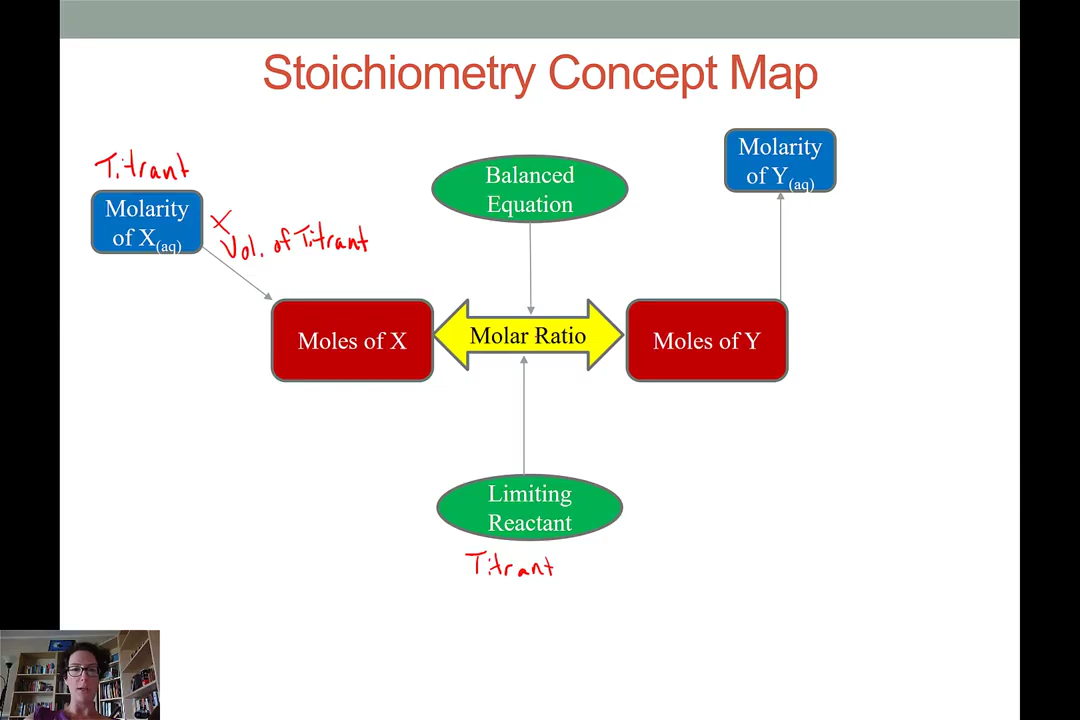 Stoichiometry Concept Map
Titrant
Molarity
of X(aq)
X
Vol. of Titrant
Balanced
Equation
Molarity
of Y(aq)
Moles of X
Molar Ratio
Moles of Y
Limiting
Reactant
Titrant